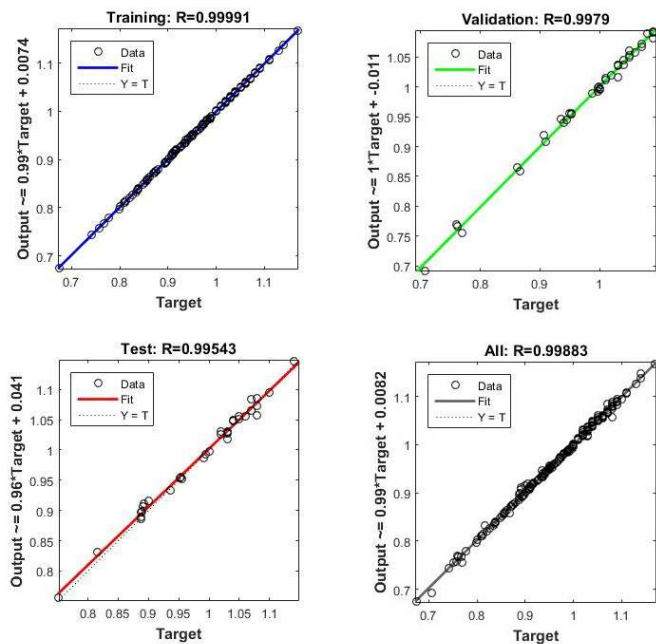 Training: R=0.99991
Output ~= 0.99*Target + 0.0074
1.1
1
0.9
0.8
0.7
Data
Fit
Y = T
0.7 0.8 0.9 1 1.1
Target
Validation: R=0.9979
Output ~= 1*Target + -0.011
1.05
1
0.95
0.9
0.85
0.8
0.75
0.7
Data
Fit
Y = T
0.7 0.8 0.9 1
Target
Test: R=0.99543
Output ~= 0.96*Target + 0.041
1.1
1.05
1
0.95
0.9
0.85
0.8
Data
Fit
Y = T
0.8 0.85 0.9 0.95 1 1.05 1.1
Target
All: R=0.99883
Output ~= 0.99*Target + 0.0082
1.1
1
0.9
0.8
0.7
Data
Fit
Y = T
0.7 0.8 0.9 1 1.1
Target